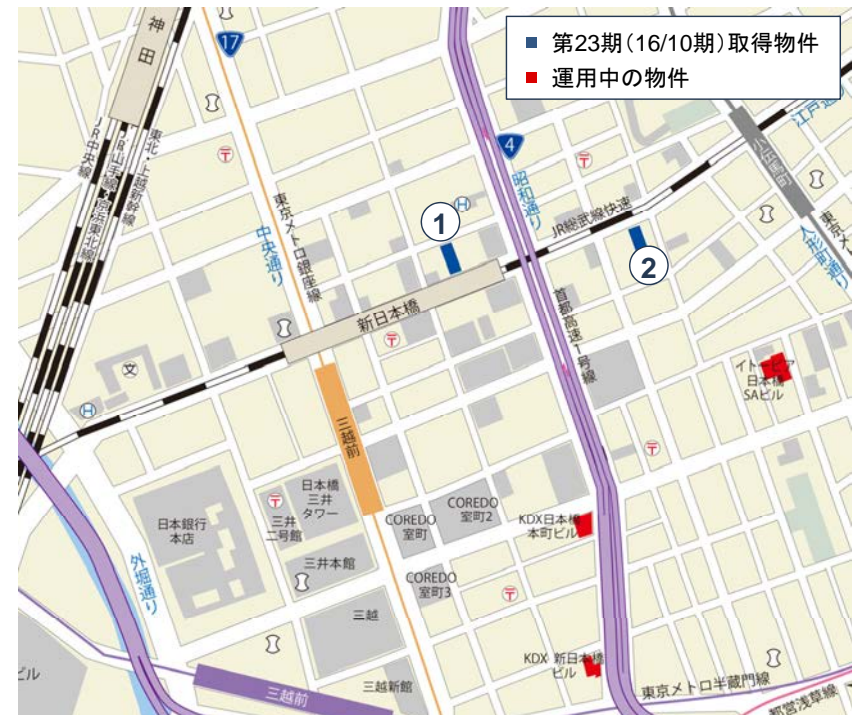 第23期(16/10期)取得物件
運用中の物件
神田
17
4
JR中央線
JR山手線・京浜東北線
東北・上越新幹線
中央通り
東京メトロ銀座線
昭和通り
JR総武線快速
江戸通り
小伝馬町
人形町通り
1
2
新日本橋
首都高速1号線
文
H
H
三越前
イトーピア
日本橋
SAビル
日本銀行
本店
三井
二号館
日本橋
三井
タワー
三井本館
COREDO
室町
COREDO
室町2
COREDO
室町3
KDX日本橋
本町ビル
外堀通り
三越
三越新館
三越前
KDX 新日本橋
ビル
東京メトロ半蔵門線
都営浅草線
ビル